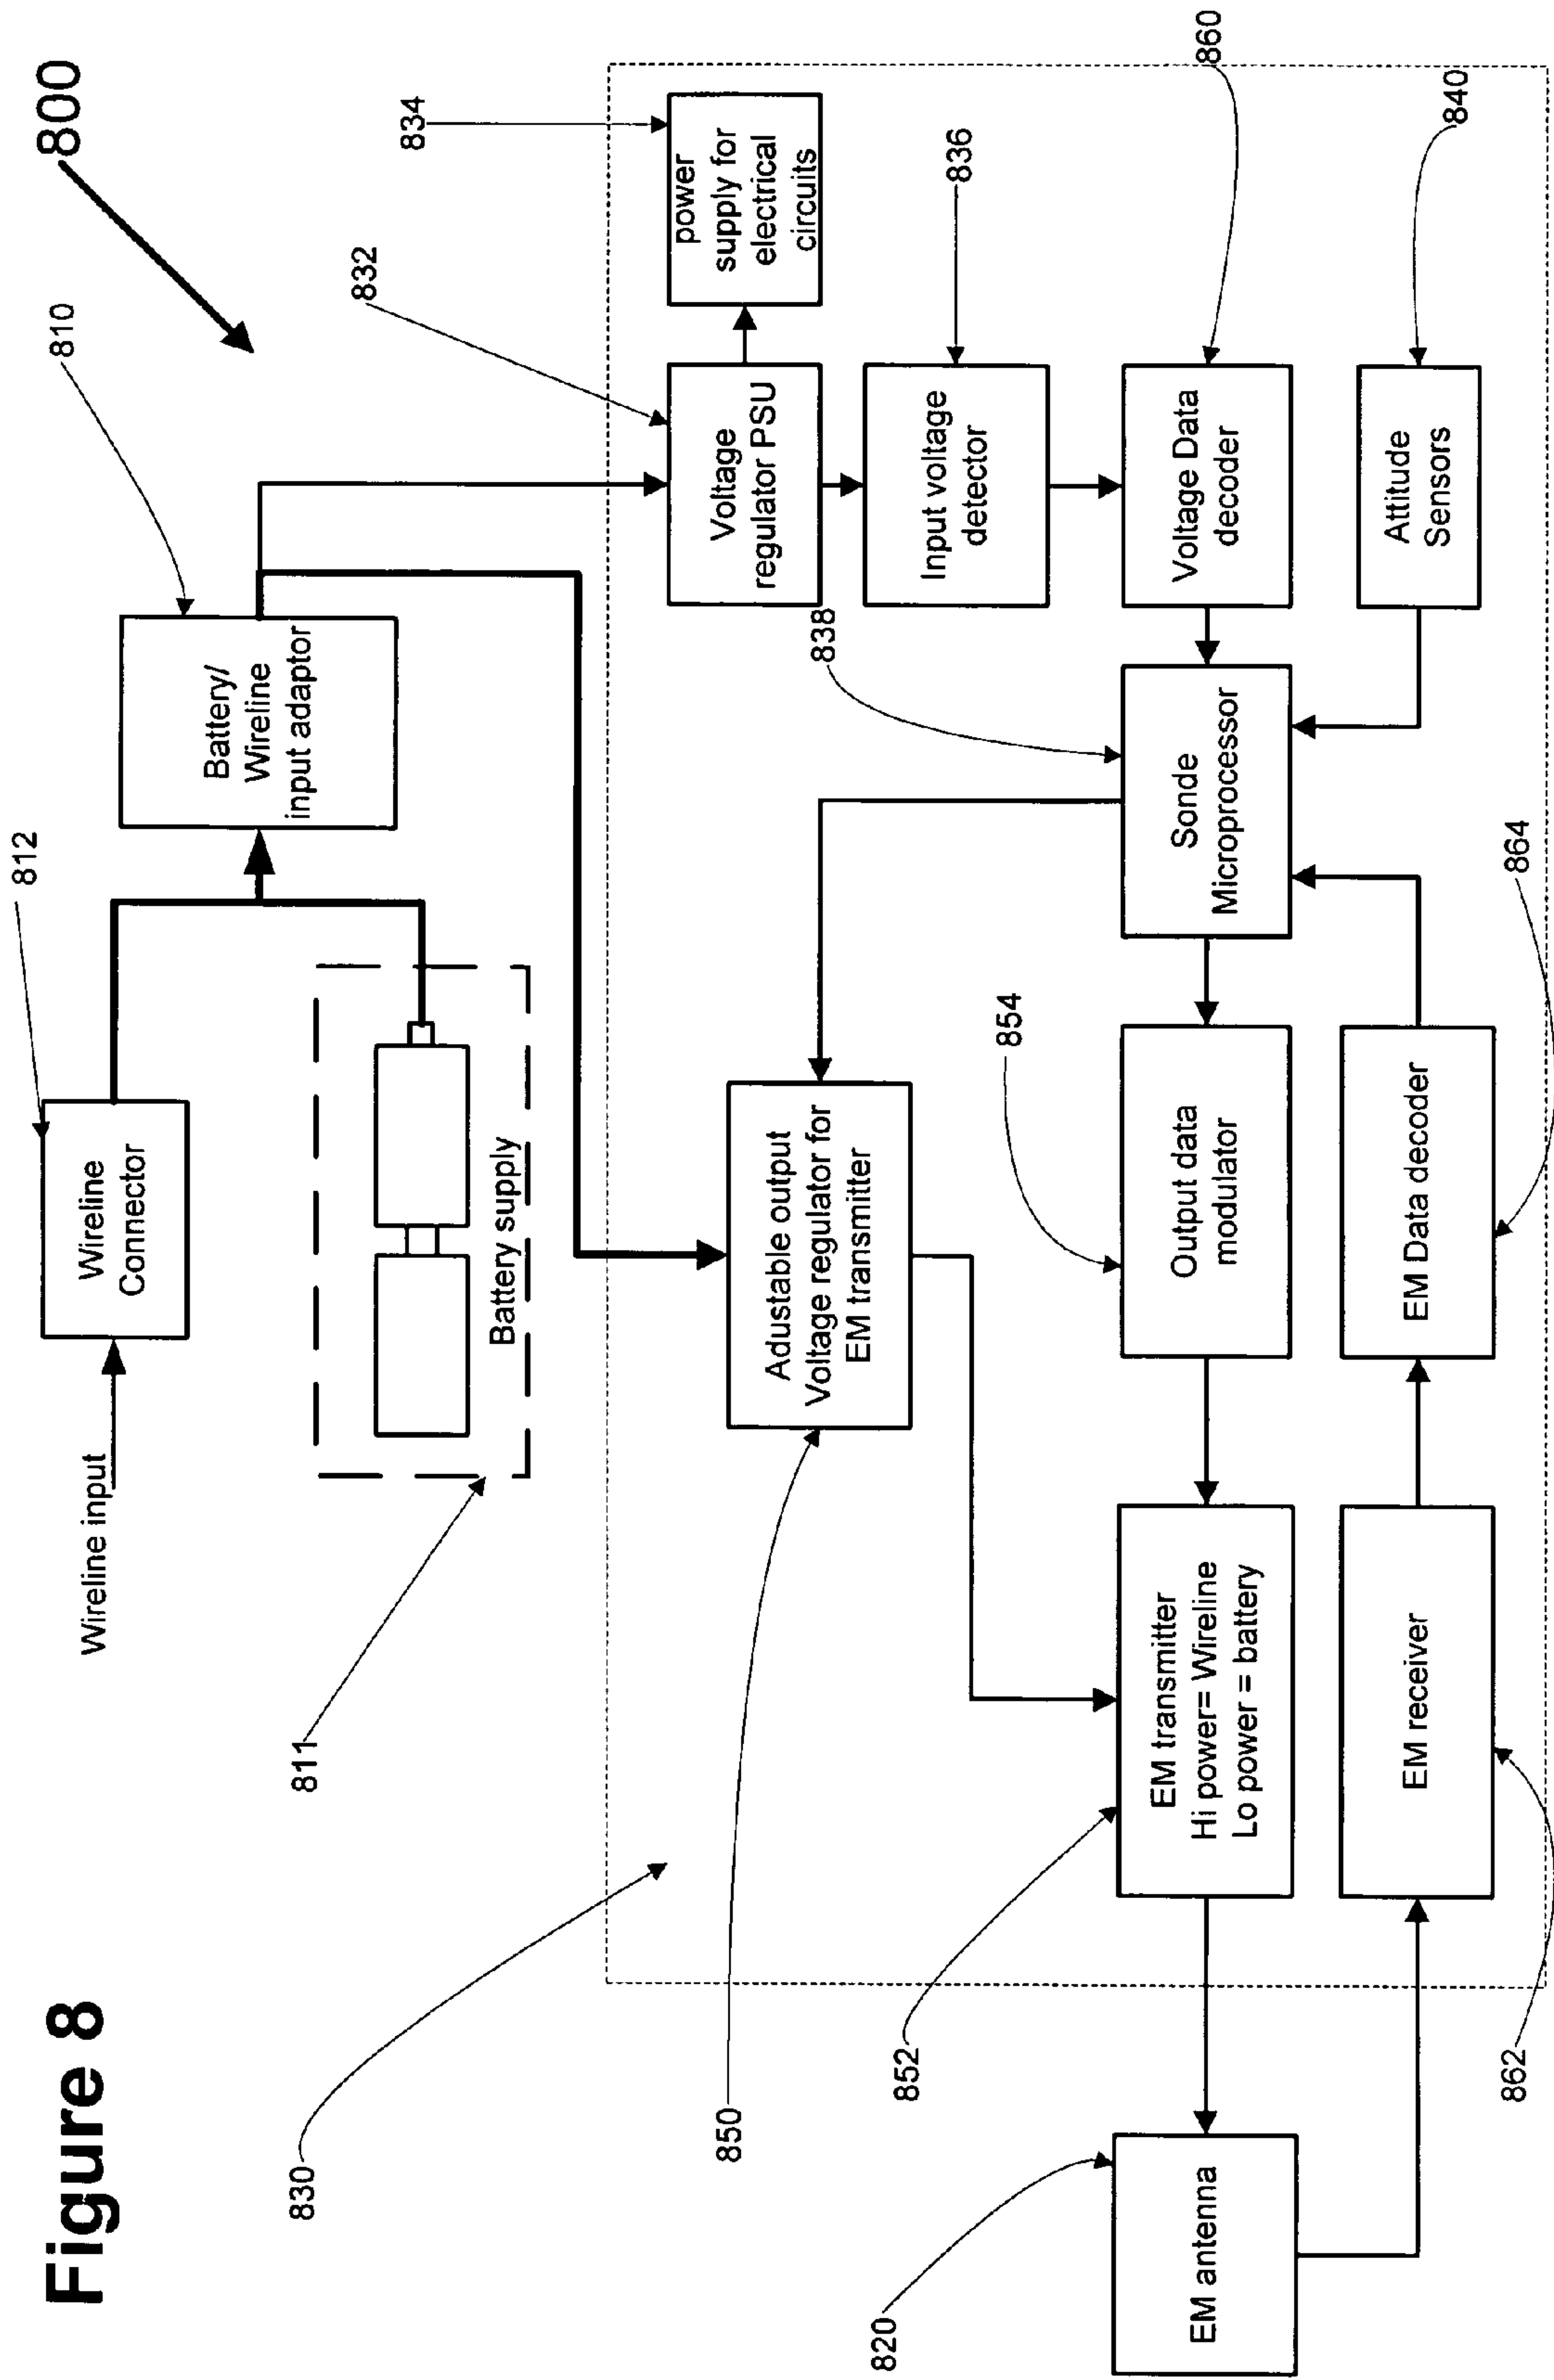 Figure 8
800
812
810
Wireline input
Wireline
Connector
Battery/
Wireline
input adaptor
811
Battery supply
832
834
830
Voltage
regulator PSU
power
supply for
electrical
circuits
850
Adustable output
Voltage regulator for
EM transmitter
838
836
Input voltage
detector
852
854
860
820
EM antenna
EM transmitter
Hi power= Wireline
Lo power = battery
Output data
modulator
Sonde
Microprocessor
Voltage Data
decoder
840
EM receiver
EM Data decoder
Attitude
Sensors
862
864